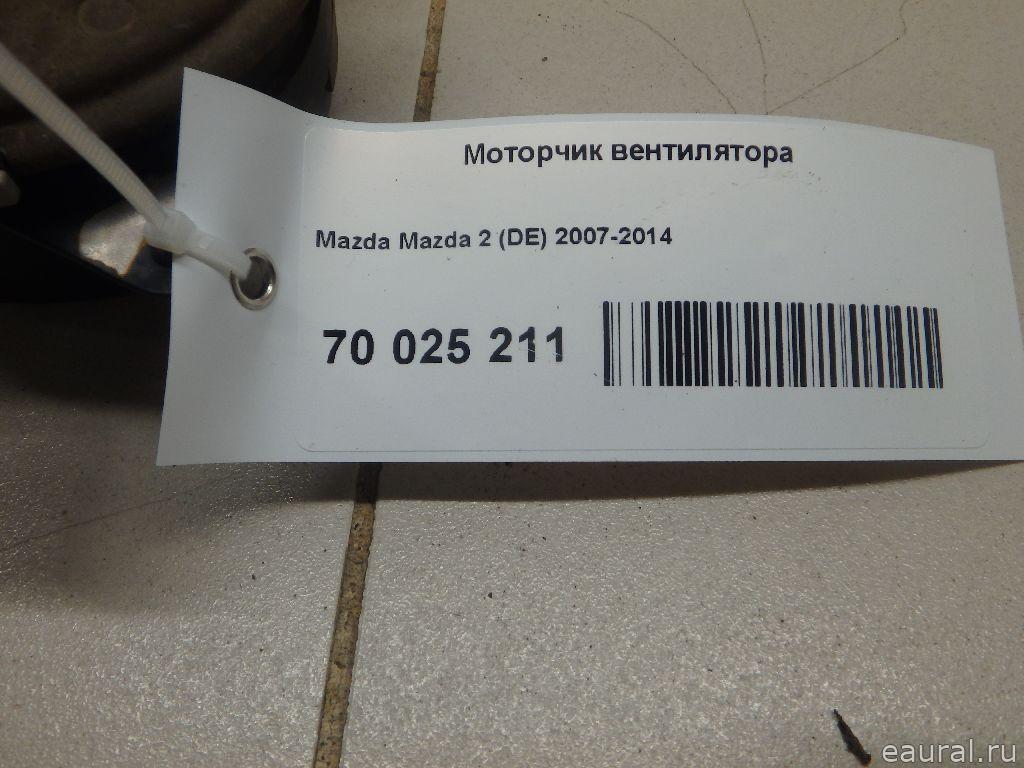 Моторчик вентилятора
Mazda Mazda 2 (DE) 2007-2014
70 025 211
eaural.ru